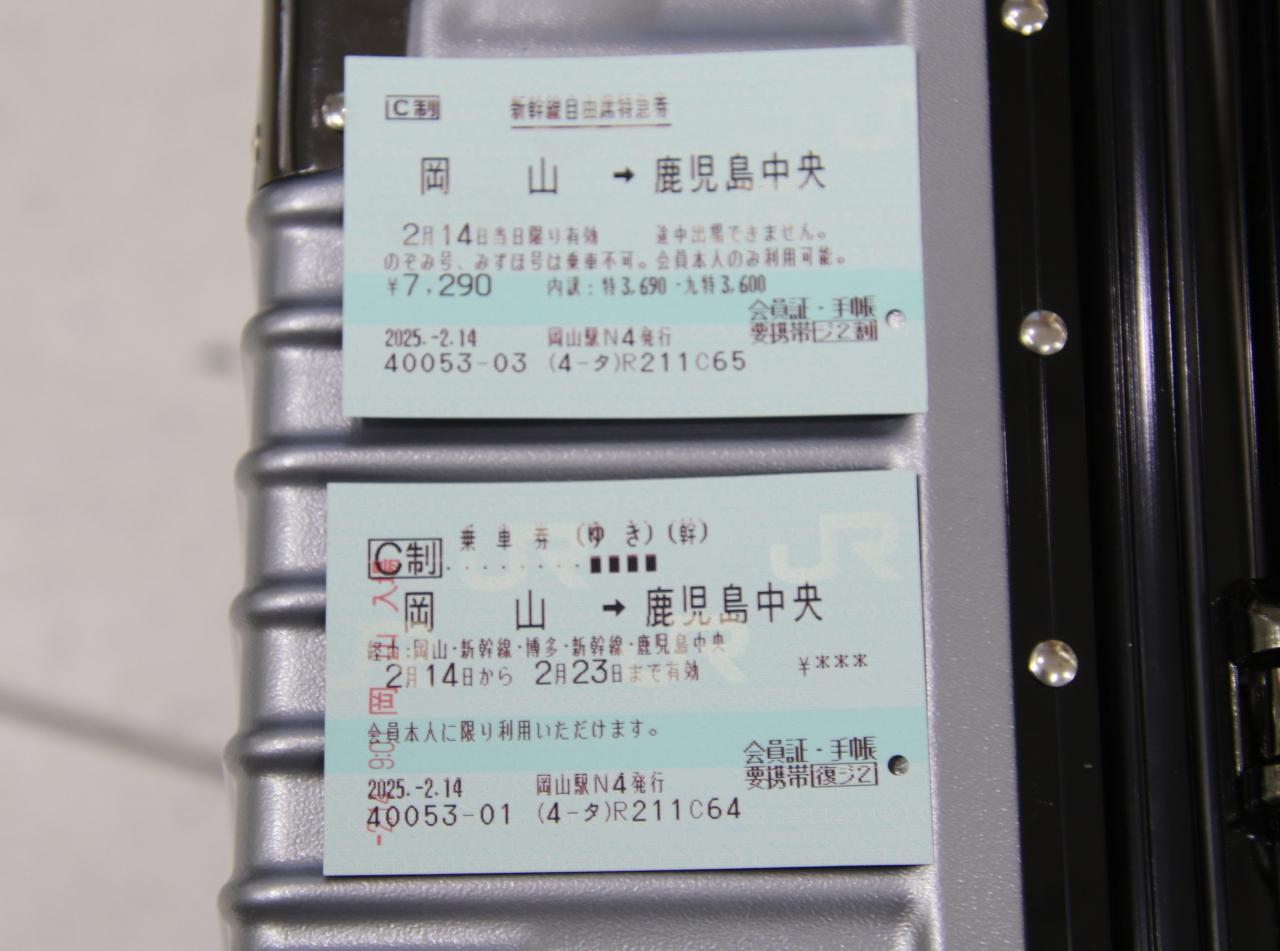 C制 新幹線自由席特急券
岡 山 → 鹿児島中央
2月14日当日限り有効 途中出場できません。
のぞみ号、みずほ号は乗車不可。会員本人のみ利用可能。
¥7,290 内訳:特3,690・九特3,600
会員証・手帳
要携帯ジ2割
2025.-2.14 岡山駅N4発行
40053-03 (4-タ)R211C65
C制 乗車券(ゆき)(幹)
岡 山 → 鹿児島中央
経由:岡山・新幹線・博多・新幹線・鹿児島中央
2月14日から 2月23日まで有効 ¥***
会員本人に限り利用いただけます。
会員証・手帳
要携帯復ジ2
2025.-2.14 岡山駅N4発行
40053-01 (4-タ)R211C64
JR
JR